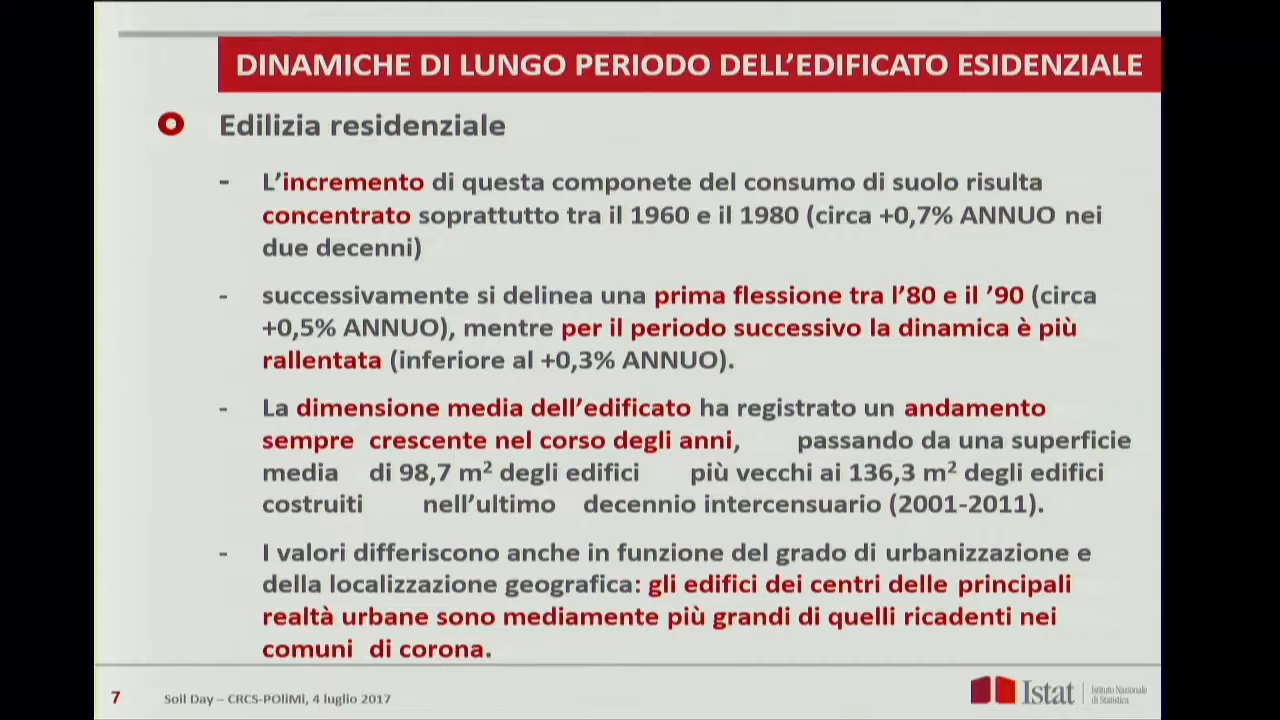 DINAMICHE DI LUNGO PERIODO DELL'EDIFICATO ESIDENZIALE
Edilizia residenziale
- L'incremento di questa componete del consumo di suolo risulta
concentrato soprattutto tra il 1960 e il 1980 (circa +0,7% ANNUO nei
due decenni)
- successivamente si delinea una prima flessione tra l'80 e il '90 (circa
+0,5% ANNUO), mentre per il periodo successivo la dinamica è più
rallentata (inferiore al +0,3% ANNUO).
- La dimensione media dell'edificato ha registrato un andamento
sempre crescente nel corso degli anni, passando da una superficie
media di 98,7 m² degli edifici più vecchi ai 136,3 m² degli edifici
costruiti nell'ultimo decennio intercensuario (2001-2011).
- I valori differiscono anche in funzione del grado di urbanizzazione e
della localizzazione geografica: gli edifici dei centri delle principali
realtà urbane sono mediamente più grandi di quelli ricadenti nei
comuni di corona.
7 Soil Day – CRCS-POliMi, 4 luglio 2017
Istat Istituto Nazionale
di Statistica